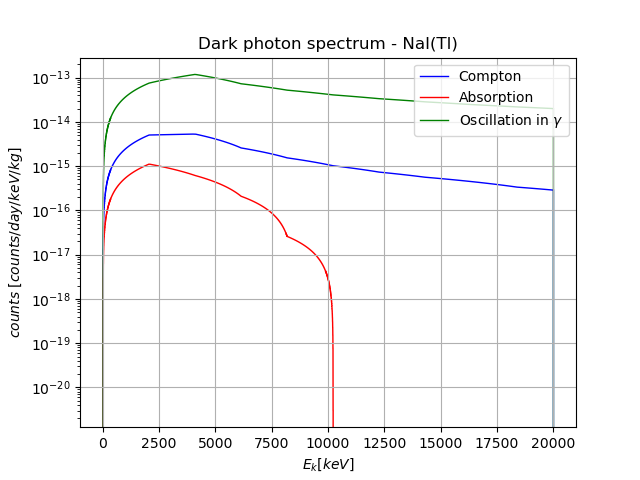 Dark photon spectrum - NaI(Tl)
Compton
Absorption
Oscillation in γ
counts [counts/day/keV/kg]
10⁻¹³
10⁻¹⁴
10⁻¹⁵
10⁻¹⁶
10⁻¹⁷
10⁻¹⁸
10⁻¹⁹
10⁻²⁰
0 2500 5000 7500 10000 12500 15000 17500 20000
E_k[keV]